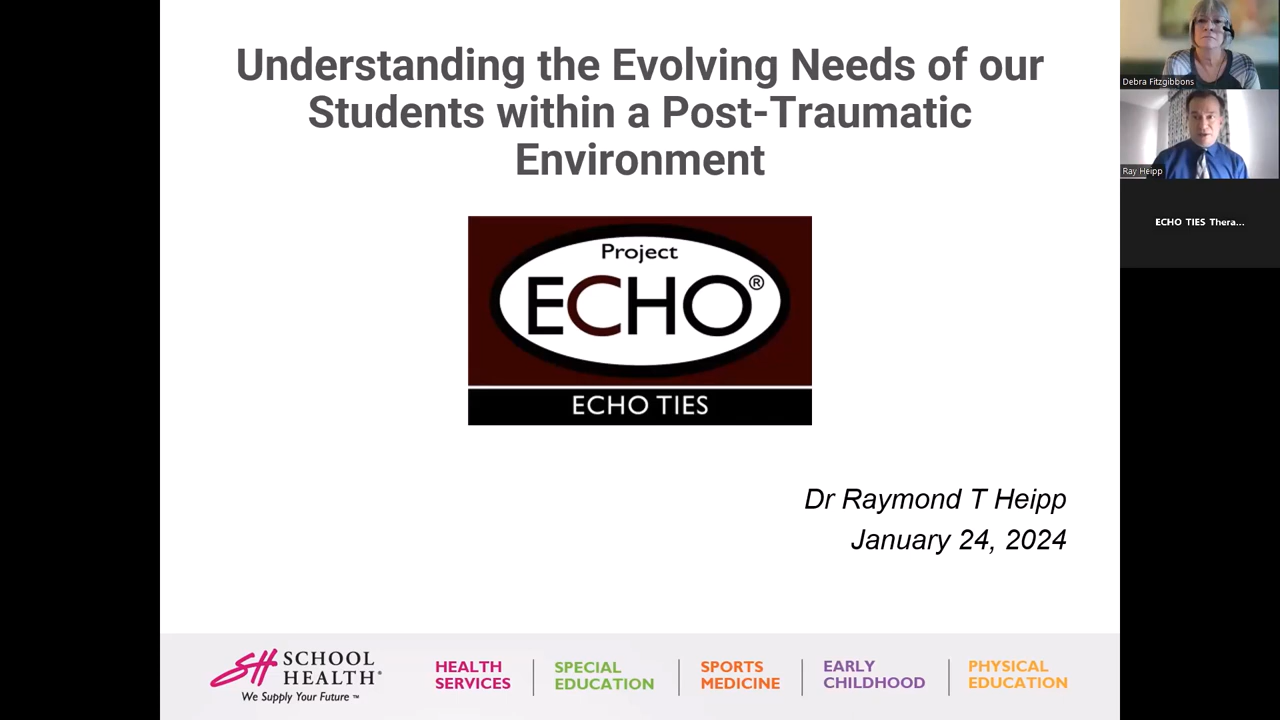 Understanding the Evolving Needs of our
Students within a Post-Traumatic
Environment
Project
ECHO®
ECHO TIES
Dr Raymond T Heipp
January 24, 2024
SH SCHOOL
HEALTH®
We Supply Your Future™
HEALTH
SERVICES
SPECIAL
EDUCATION
SPORTS
MEDICINE
EARLY
CHILDHOOD
PHYSICAL
EDUCATION
Debra Fitzgibbons
Ray Heipp
ECHO TIES Thera...